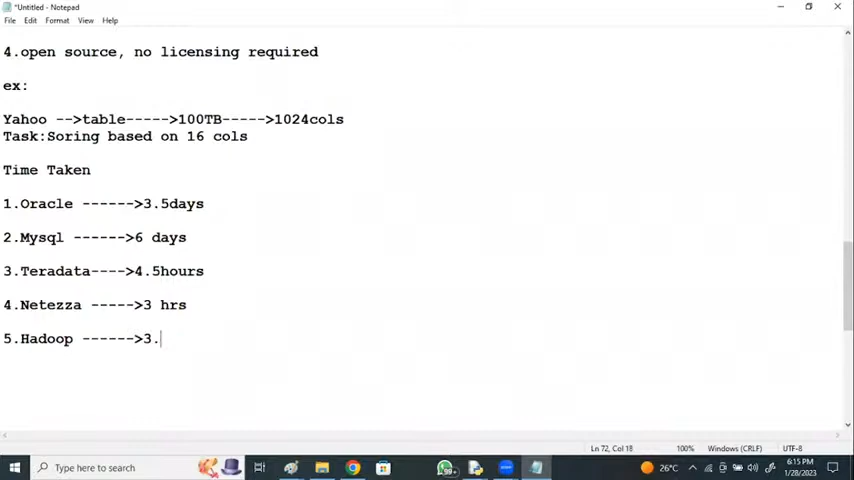 *Untitled - Notepad
File Edit Format View Help
4.open source, no licensing required
ex:
Yahoo -->table----->100TB----->1024cols
Task:Soring based on 16 cols
Time Taken
1.Oracle ------>3.5days
2.Mysql ------>6 days
3.Teradata---->4.5hours
4.Netezza ----->3 hrs
5.Hadoop ------>3.
Ln 72, Col 18 100% Windows (CRLF) UTF-8
Type here to search 99+ 26°C 6:15 PM
1/28/2023